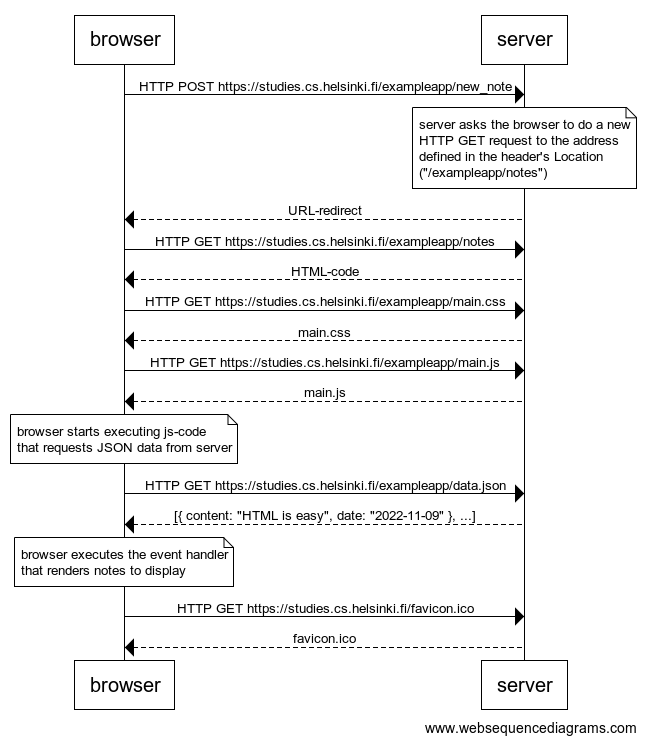 browser
server
HTTP POST https://studies.cs.helsinki.fi/exampleapp/new_note
server asks the browser to do a new
HTTP GET request to the address
defined in the header's Location
("/exampleapp/notes")
URL-redirect
HTTP GET https://studies.cs.helsinki.fi/exampleapp/notes
HTML-code
HTTP GET https://studies.cs.helsinki.fi/exampleapp/main.css
main.css
HTTP GET https://studies.cs.helsinki.fi/exampleapp/main.js
main.js
browser starts executing js-code
that requests JSON data from server
HTTP GET https://studies.cs.helsinki.fi/exampleapp/data.json
[{ content: "HTML is easy", date: "2022-11-09" }, ...]
browser executes the event handler
that renders notes to display
HTTP GET https://studies.cs.helsinki.fi/favicon.ico
favicon.ico
browser
server
www.websequencediagrams.com